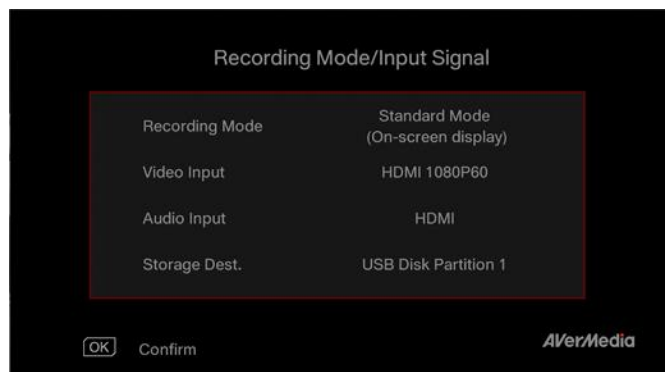 Recording Mode/Input Signal
Recording Mode
Standard Mode
(On-screen display)
Video Input
HDMI 1080P60
Audio Input
HDMI
Storage Dest.
USB Disk Partition 1
OK Confirm
AVerMedia